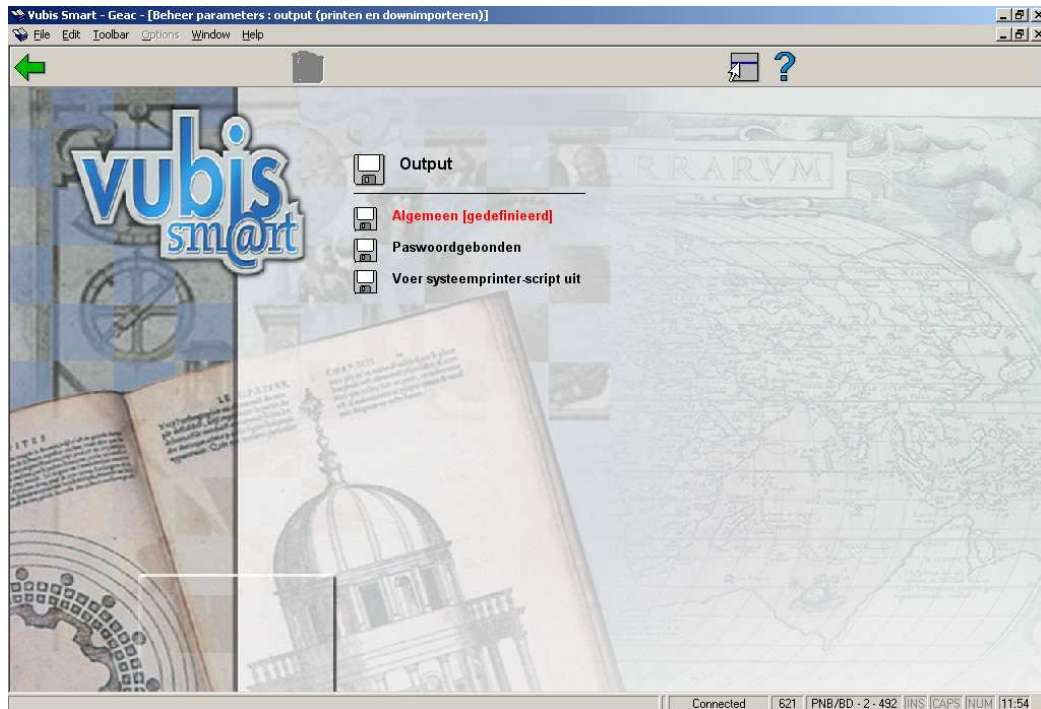 Vubis Smart - Geac - [Beheer parameters : output (printen en downimporteren)]
File Edit Toolbar Options Window Help
?
vubis
sm@rt
RRARVM
Output
Algemeen [gedefinieerd]
Paswoordgebonden
Voer systeemprinter-script uit
Connected 621 PNB/BD - 2 - 492 INS CAPS NUM 11:54